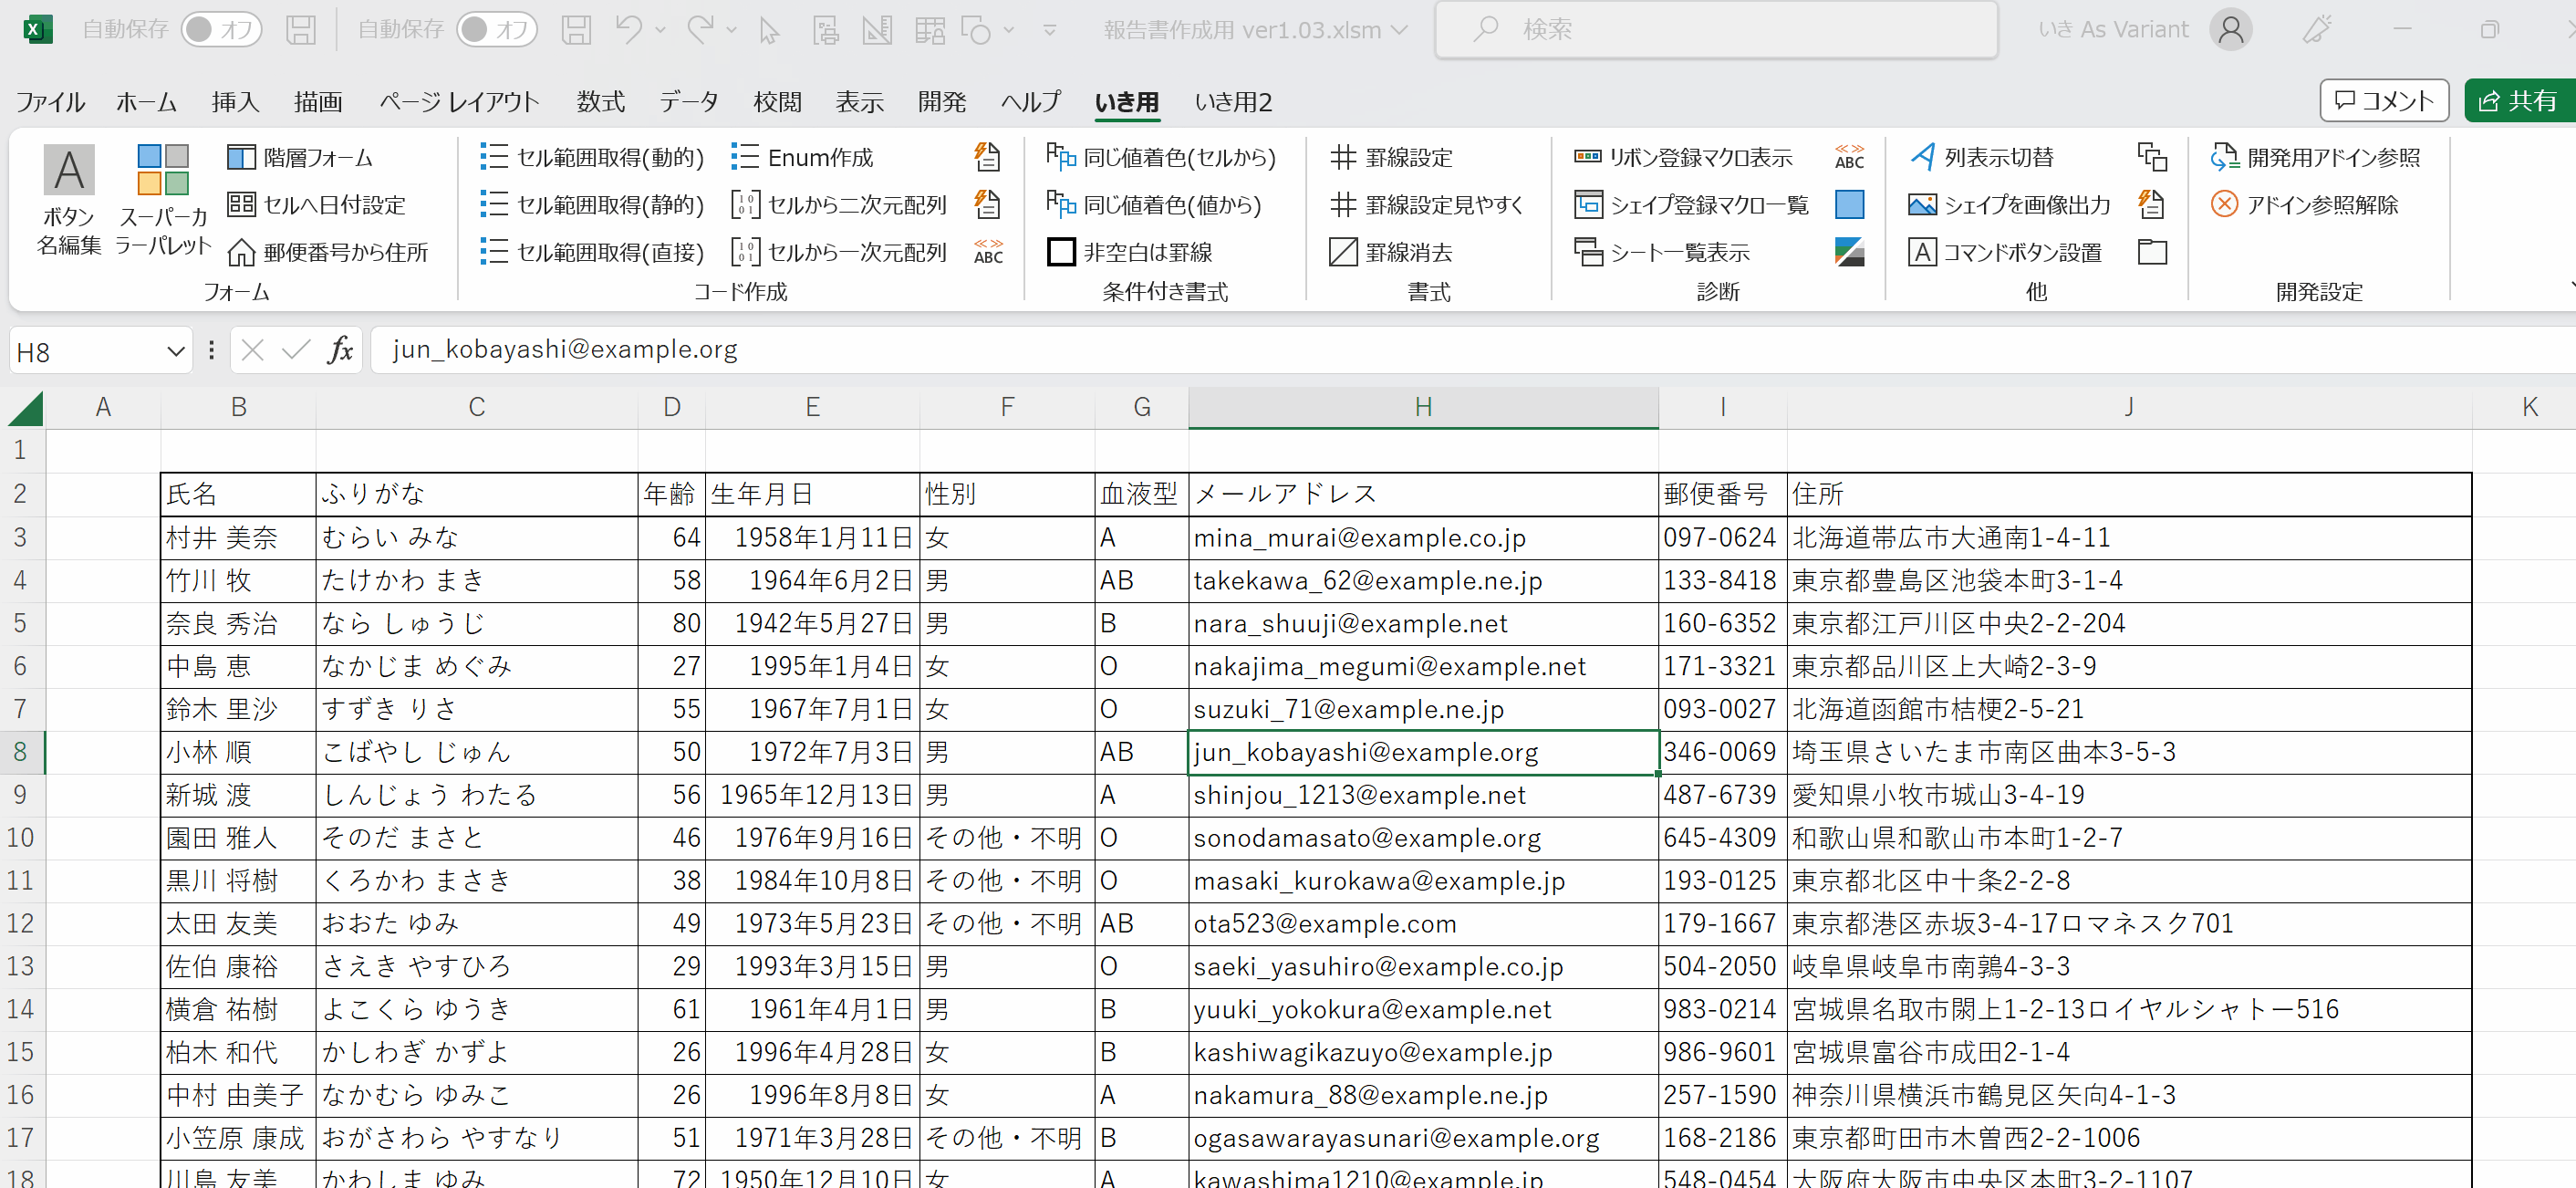 自動保存 オフ 自動保存 オフ 報告書作成用 ver1.03.xlsm 検索 いき As Variant
ファイル ホーム 挿入 描画 ページ レイアウト 数式 データ 校閲 表示 開発 ヘルプ いき用 いき用2 コメント 共有
A 階層フォーム セル範囲取得(動的) Enum作成 同じ値着色(セルから) 罫線設定 リボン登録マクロ表示 ABC 列表示切替 開発用アドイン参照
ボタン スーパーカ セルへ日付設定 セル範囲取得(静的) セルから二次元配列 同じ値着色(値から) 罫線設定見やすく シェイプ登録マクロ一覧 シェイプを画像出力 アドイン参照解除
名編集 ラーパレット 郵便番号から住所 セル範囲取得(直接) セルから一次元配列 ABC 非空白は罫線 罫線消去 シート一覧表示 A コマンドボタン設置
フォーム コード作成 条件付き書式 書式 診断 他 開発設定
H8 fx jun_kobayashi@example.org
A B C D E F G H I J K
1
2 氏名 ふりがな 年齢 生年月日 性別 血液型 メールアドレス 郵便番号 住所
3 村井 美奈 むらい みな 64 1958年1月11日 女 A mina_murai@example.co.jp 097-0624 北海道帯広市大通南1-4-11
4 竹川 牧 たけかわ まき 58 1964年6月2日 男 AB takekawa_62@example.ne.jp 133-8418 東京都豊島区池袋本町3-1-4
5 奈良 秀治 なら しゅうじ 80 1942年5月27日 男 B nara_shuuji@example.net 160-6352 東京都江戸川区中央2-2-204
6 中島 恵 なかじま めぐみ 27 1995年1月4日 女 O nakajima_megumi@example.net 171-3321 東京都品川区上大崎2-3-9
7 鈴木 里沙 すずき りさ 55 1967年7月1日 女 O suzuki_71@example.ne.jp 093-0027 北海道函館市桔梗2-5-21
8 小林 順 こばやし じゅん 50 1972年7月3日 男 AB jun_kobayashi@example.org 346-0069 埼玉県さいたま市南区曲本3-5-3
9 新城 渡 しんじょう わたる 56 1965年12月13日 男 A shinjou_1213@example.net 487-6739 愛知県小牧市城山3-4-19
10 園田 雅人 そのだ まさと 46 1976年9月16日 その他・不明 O sonodamasato@example.org 645-4309 和歌山県和歌山市本町1-2-7
11 黒川 将樹 くろかわ まさき 38 1984年10月8日 その他・不明 O masaki_kurokawa@example.jp 193-0125 東京都北区中十条2-2-8
12 太田 友美 おおた ゆみ 49 1973年5月23日 その他・不明 AB ota523@example.com 179-1667 東京都港区赤坂3-4-17ロマネスク701
13 佐伯 康裕 さえき やすひろ 29 1993年3月15日 男 O saeki_yasuhiro@example.co.jp 504-2050 岐阜県岐阜市南鶉4-3-3
14 横倉 祐樹 よこくら ゆうき 61 1961年4月1日 男 B yuuki_yokokura@example.net 983-0214 宮城県名取市閖上1-2-13ロイヤルシャトー516
15 柏木 和代 かしわぎ かずよ 26 1996年4月28日 女 B kashiwagikazuyo@example.jp 986-9601 宮城県富谷市成田2-1-4
16 中村 由美子 なかむら ゆみこ 26 1996年8月8日 女 A nakamura_88@example.ne.jp 257-1590 神奈川県横浜市鶴見区矢向4-1-3
17 小笠原 康成 おがさわら やすなり 51 1971年3月28日 その他・不明 B ogasawarayasunari@example.org 168-2186 東京都町田市木曽西2-2-1006
18 川島 友美 かわしま ゆみ 72 1950年12月10日 女 A kawashima1210@example.jp 548-0454 大阪府大阪市中央区本町3-2-1107